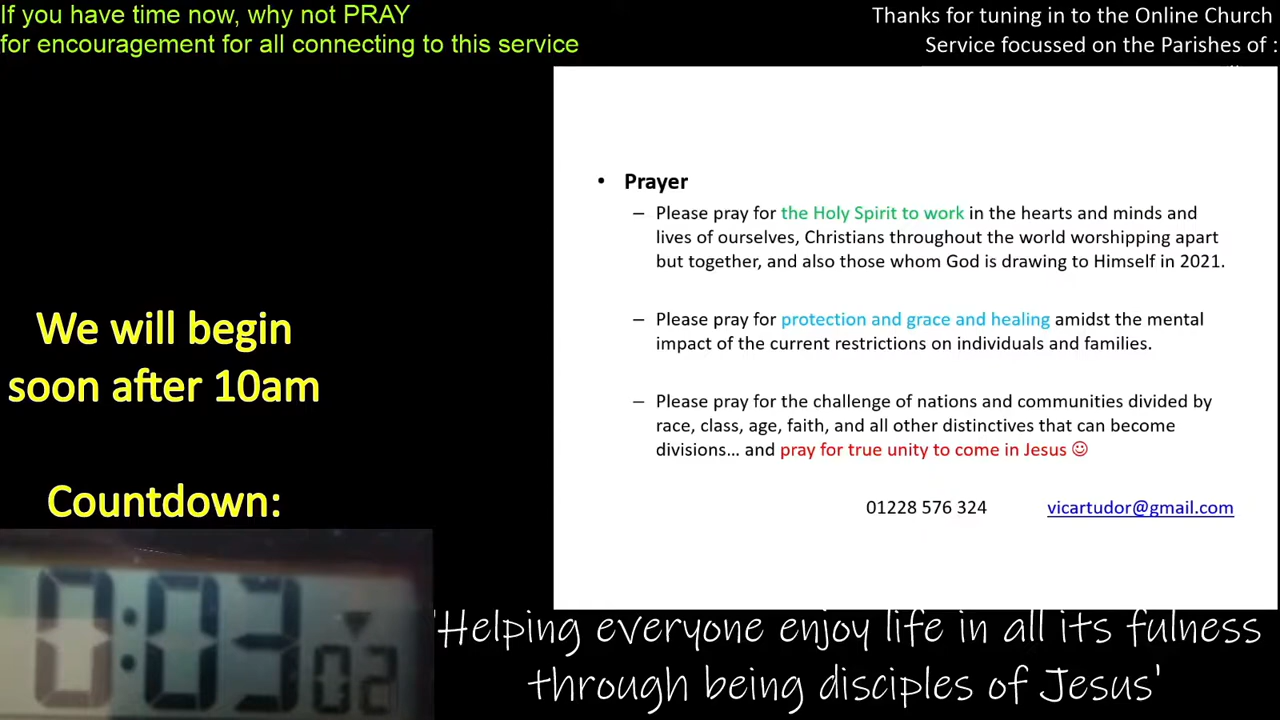 If you have time now, why not PRAY
for encouragement for all connecting to this service
Thanks for tuning in to the Online Church
Service focussed on the Parishes of :
• Prayer
– Please pray for the Holy Spirit to work in the hearts and minds and
lives of ourselves, Christians throughout the world worshipping apart
but together, and also those whom God is drawing to Himself in 2021.
– Please pray for protection and grace and healing amidst the mental
impact of the current restrictions on individuals and families.
– Please pray for the challenge of nations and communities divided by
race, class, age, faith, and all other distinctives that can become
divisions... and pray for true unity to come in Jesus ☺
01228 576 324 vicartudor@gmail.com
We will begin
soon after 10am
Countdown:
0:03 02
'Helping everyone enjoy life in all its fulness
through being disciples of Jesus'